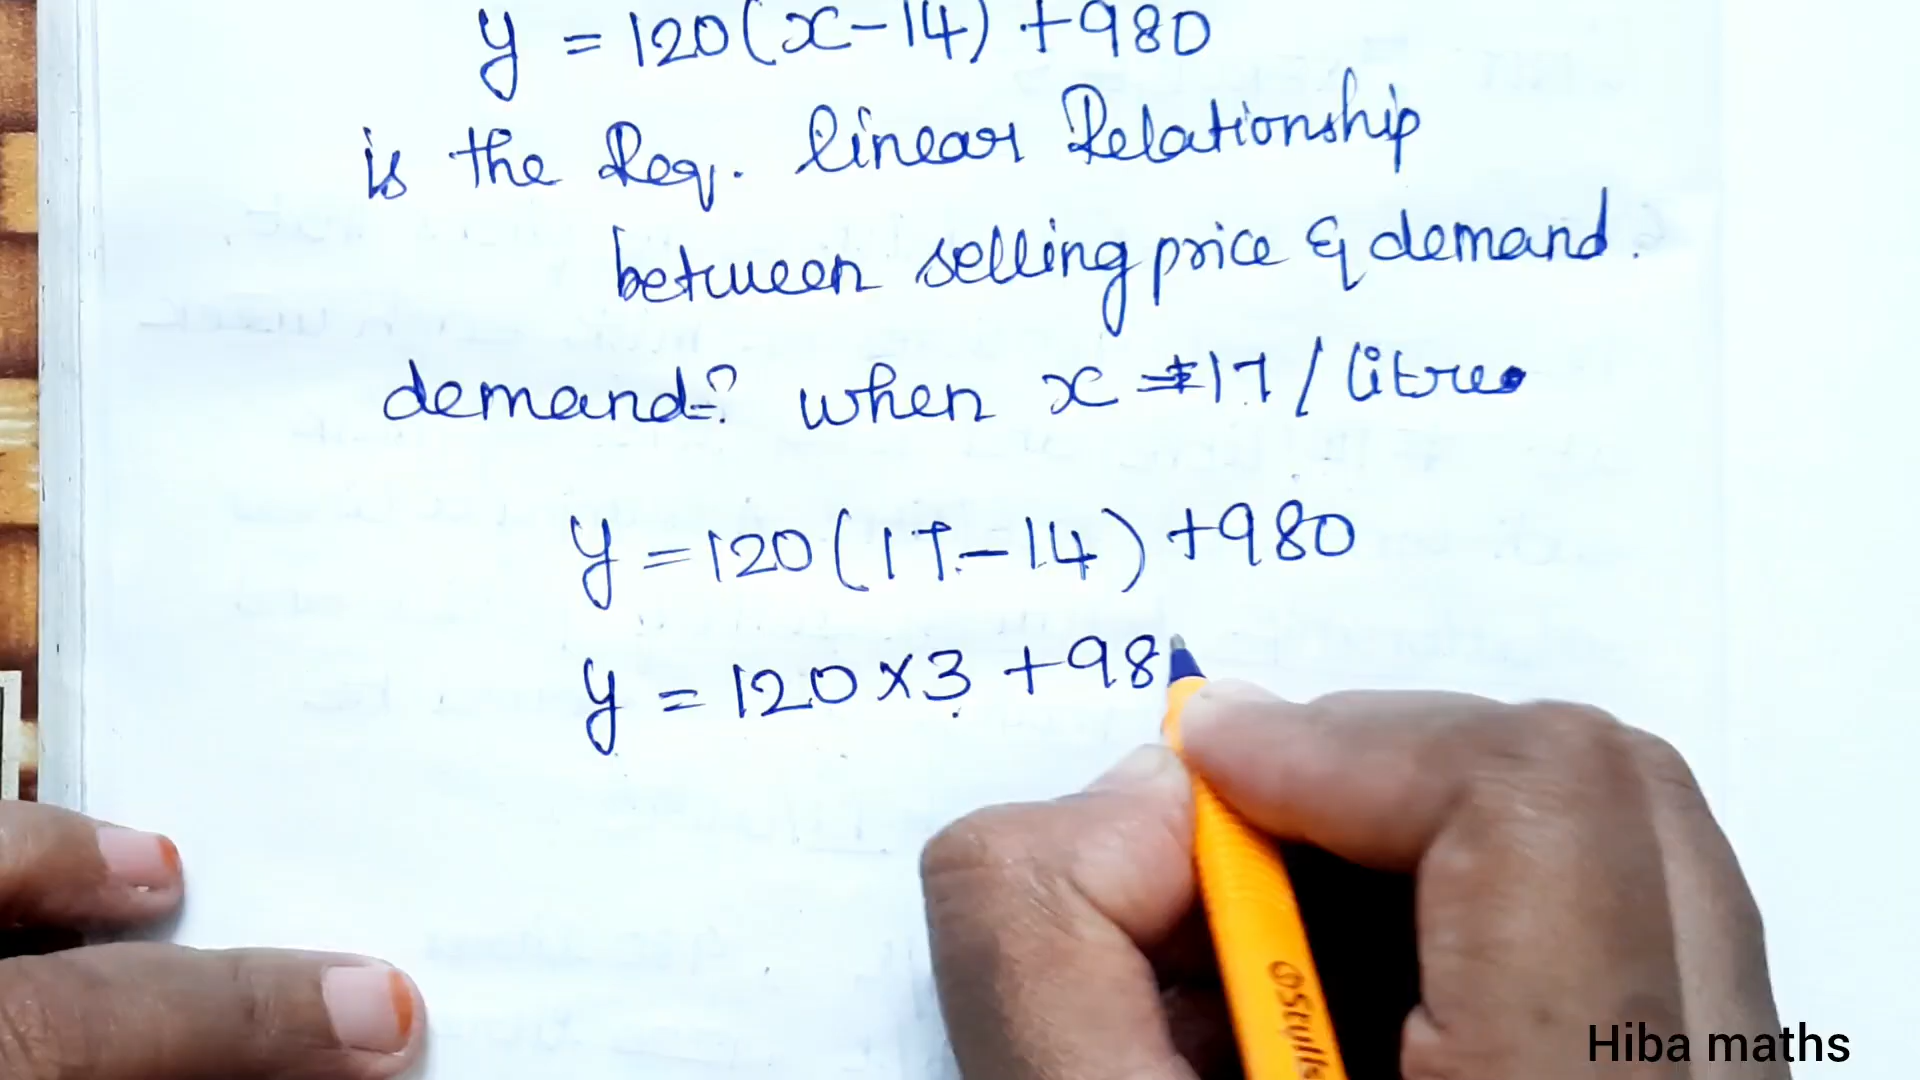 y = 120(x-14) +980
is the Req. linear Relationship
between selling price & demand.
demand=? when x = ₹17 / litre
y = 120(17-14) +980
y = 120×3 +98
Hiba maths